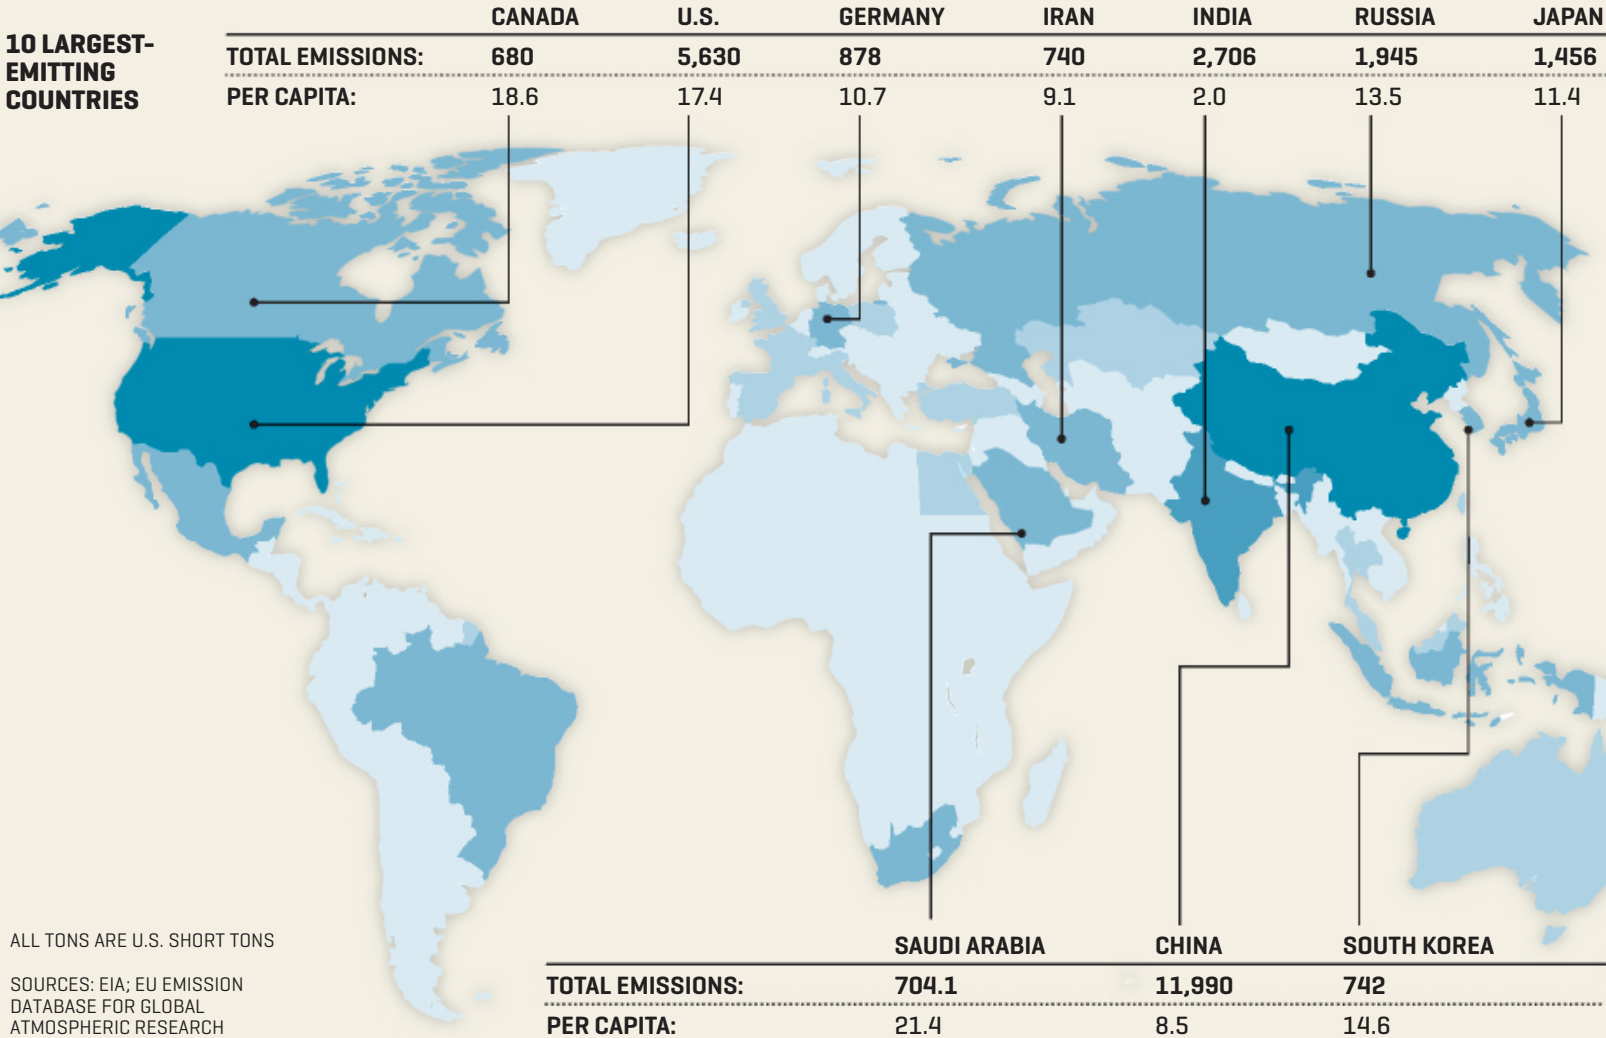 10 LARGEST-
EMITTING
COUNTRIES
CANADA U.S. GERMANY IRAN INDIA RUSSIA JAPAN
TOTAL EMISSIONS: 680 5,630 878 740 2,706 1,945 1,456
PER CAPITA: 18.6 17.4 10.7 9.1 2.0 13.5 11.4
SAUDI ARABIA CHINA SOUTH KOREA
TOTAL EMISSIONS: 704.1 11,990 742
PER CAPITA: 21.4 8.5 14.6
ALL TONS ARE U.S. SHORT TONS
SOURCES: EIA; EU EMISSION
DATABASE FOR GLOBAL
ATMOSPHERIC RESEARCH